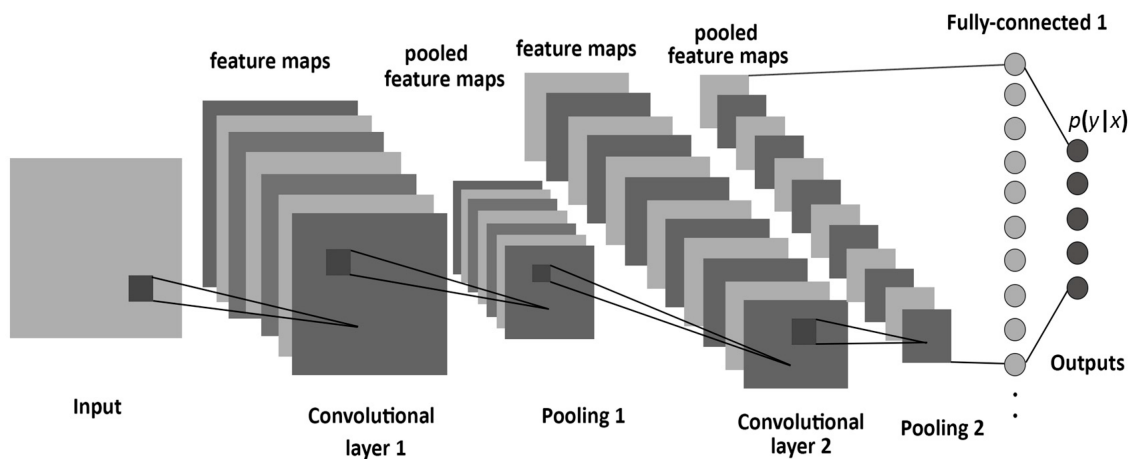 Fully-connected 1
feature maps
pooled
feature maps
feature maps
pooled
feature maps
p(y|x)
Input
Convolutional
layer 1
Pooling 1
Convolutional
layer 2
Pooling 2
Outputs